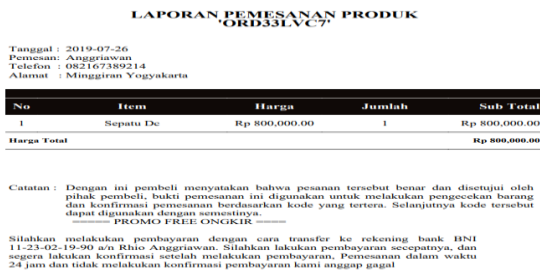 LAPORAN PEMESANAN PRODUK
'ORD33LVC7'
Tanggal : 2019-07-26
Pemesan: Anggriawan
Telefon : 082167389214
Alamat : Minggiran Yogyakarta
No Item Harga Jumlah Sub Total
1 Sepatu Dc Rp 800,000.00 1 Rp 800,000.00
Harga Total Rp 800,000.00
Catatan : Dengan ini pembeli menyatakan bahwa pesanan tersebut benar dan disetujui oleh
pihak pembeli, bukti pemesanan ini digunakan untuk melakukan pengecekan barang
dan konfirmasi pemesanan berdasarkan kode yang tertera. Selanjutnya kode tersebut
dapat digunakan dengan semestinya.
====== PROMO FREE ONGKIR =====
Silahkan melakukan pembayaran dengan cara transfer ke rekening bank BNI
11-23-02-19-90 a/n Rhio Anggriawan. Silahkan lakukan pembayaran secepatnya, dan
segera lakukan konfirmasi setelah melakukan pembayaran, Pemesanan dalam waktu
24 jam dan tidak melakukan konfirmasi pembayaran kami anggap gagal